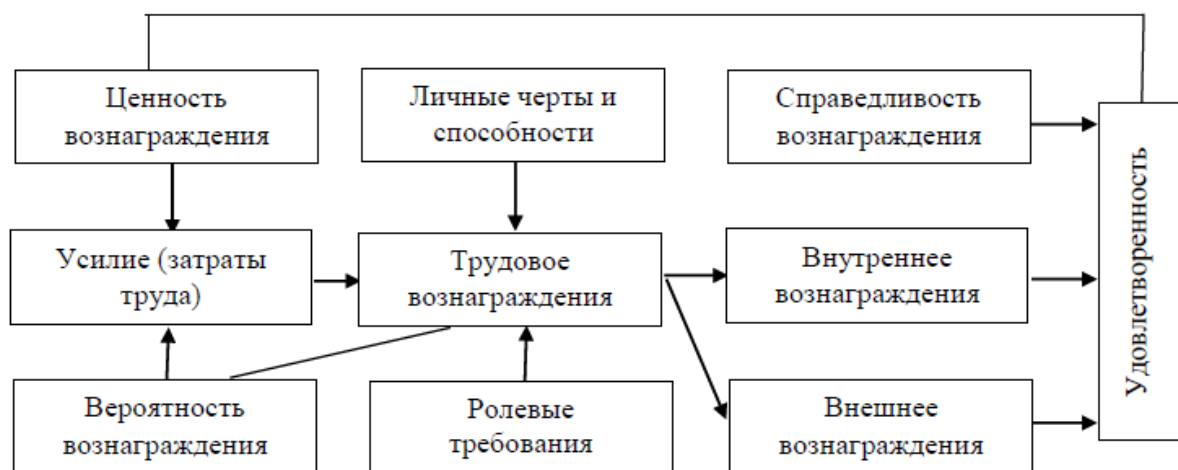 Ценность
вознаграждения
Личные черты и
способности
Справедливость
вознаграждения
Удовлетворенность
Усилие (затраты
труда)
Трудовое
вознаграждения
Внутреннее
вознаграждения
Вероятность
вознаграждения
Ролевые
требования
Внешнее
вознаграждения